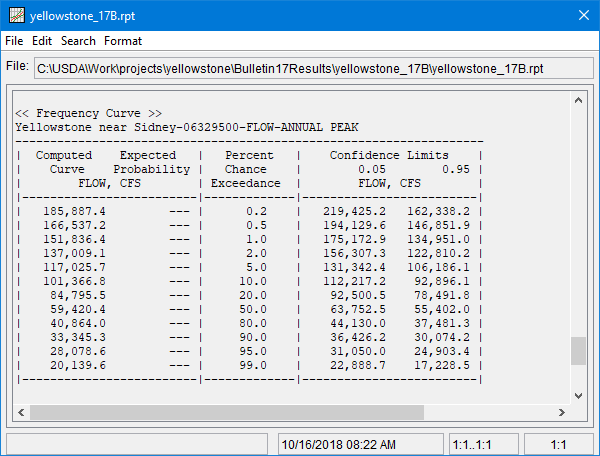 yellowstone_17B.rpt
File Edit Search Format
File: C:\USDA\Work\projects\yellowstone\Bulletin17Results\yellowstone_17B\yellowstone_17B.rpt
<< Frequency Curve >>
Yellowstone near Sidney-06329500-FLOW-ANNUAL PEAK
-------------------------------------------------------------------
| Computed Expected | Percent | Confidence Limits |
| Curve Probability | Chance | 0.05 0.95 |
| FLOW, CFS | Exceedance | FLOW, CFS |
|-------------------------|-------------|-------------------------|
| 185,887.4 --- | 0.2 | 219,425.2 162,338.2 |
| 166,537.2 --- | 0.5 | 194,129.6 146,851.9 |
| 151,836.4 --- | 1.0 | 175,172.9 134,951.0 |
| 137,009.1 --- | 2.0 | 156,307.3 122,810.2 |
| 117,025.7 --- | 5.0 | 131,342.4 106,186.1 |
| 101,366.8 --- | 10.0 | 112,217.2 92,896.1 |
| 84,795.5 --- | 20.0 | 92,500.5 78,491.8 |
| 59,420.4 --- | 50.0 | 63,752.5 55,402.0 |
| 40,864.0 --- | 80.0 | 44,130.0 37,481.3 |
| 33,345.3 --- | 90.0 | 36,426.2 30,074.2 |
| 28,078.6 --- | 95.0 | 31,050.0 24,903.4 |
| 20,139.6 --- | 99.0 | 22,888.7 17,228.5 |
|-------------------------|-------------|-------------------------|
10/16/2018 08:22 AM 1:1..1:1 1:1